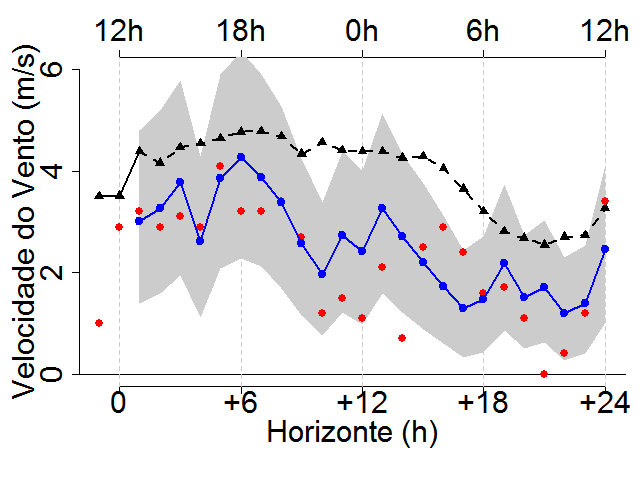 12h 18h 0h 6h 12h
Velocidade do Vento (m/s)
6
4
2
0
0 +6 +12 +18 +24
Horizonte (h)